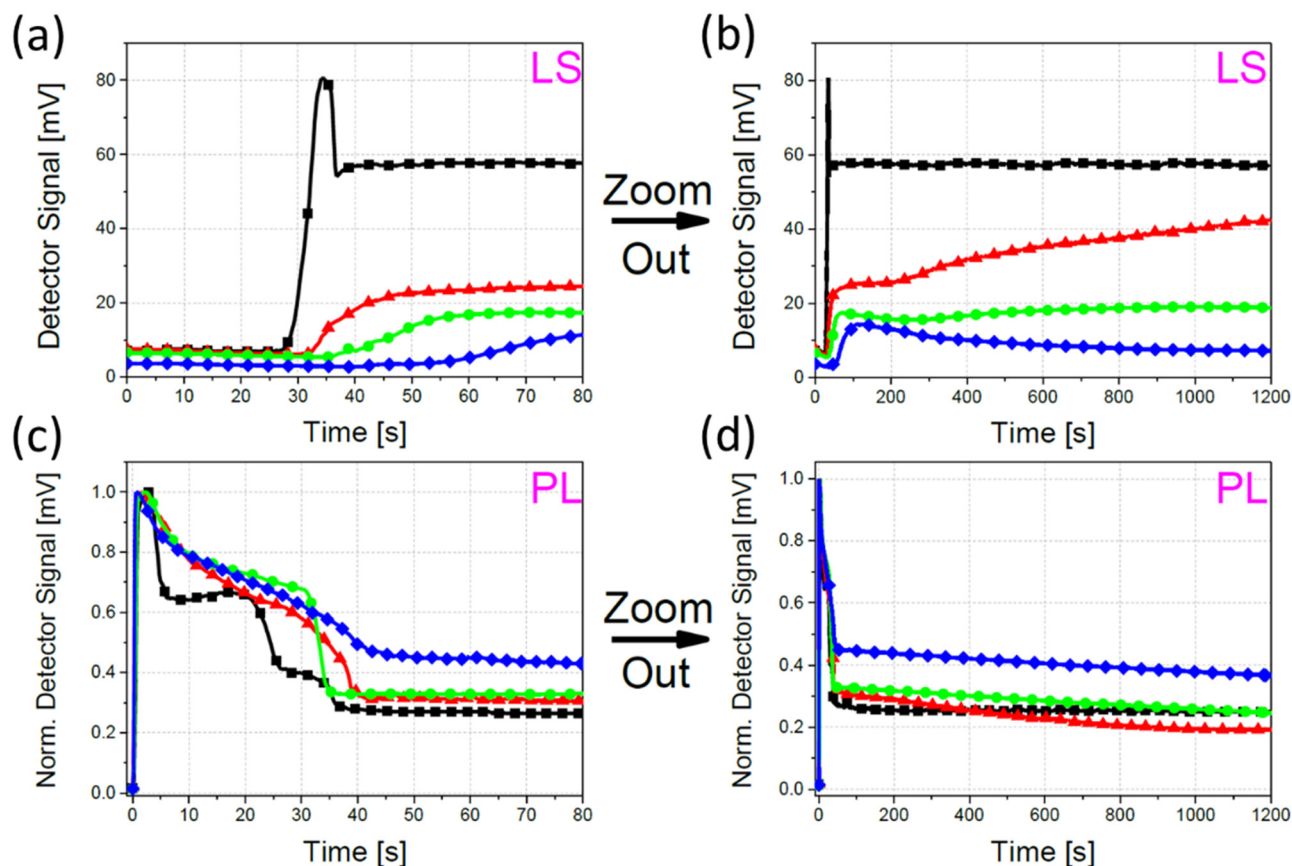 (a)
LS
Detector Signal [mV]
80
60
40
20
0
0 10 20 30 40 50 60 70 80
Time [s]
Zoom
Out
(b)
LS
Detector Signal [mV]
80
60
40
20
0
0 200 400 600 800 1000 1200
Time [s]
(c)
PL
Norm. Detector Signal [mV]
1.0
0.8
0.6
0.4
0.2
0.0
0 10 20 30 40 50 60 70 80
Time [s]
Zoom
Out
(d)
PL
Norm. Detector Signal [mV]
1.0
0.8
0.6
0.4
0.2
0.0
0 200 400 600 800 1000 1200
Time [s]